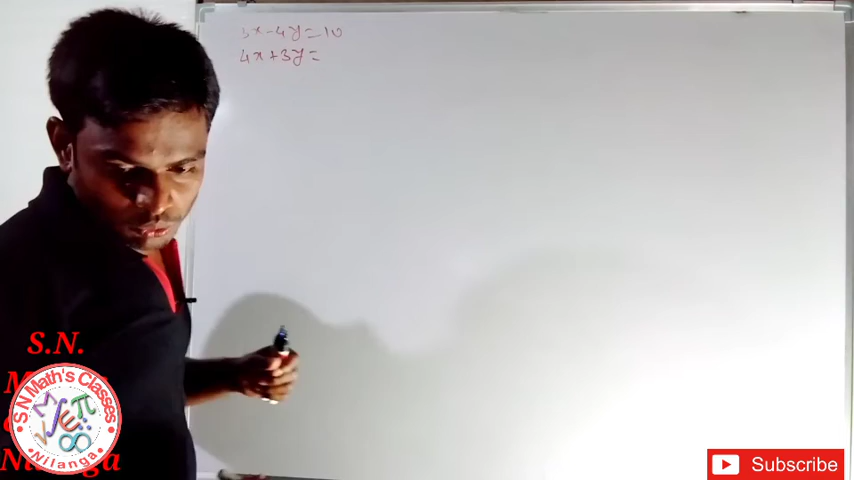 3x-4y=10
4x+3y=
S.N.
S N Math's Classes
Nilanga
Subscribe